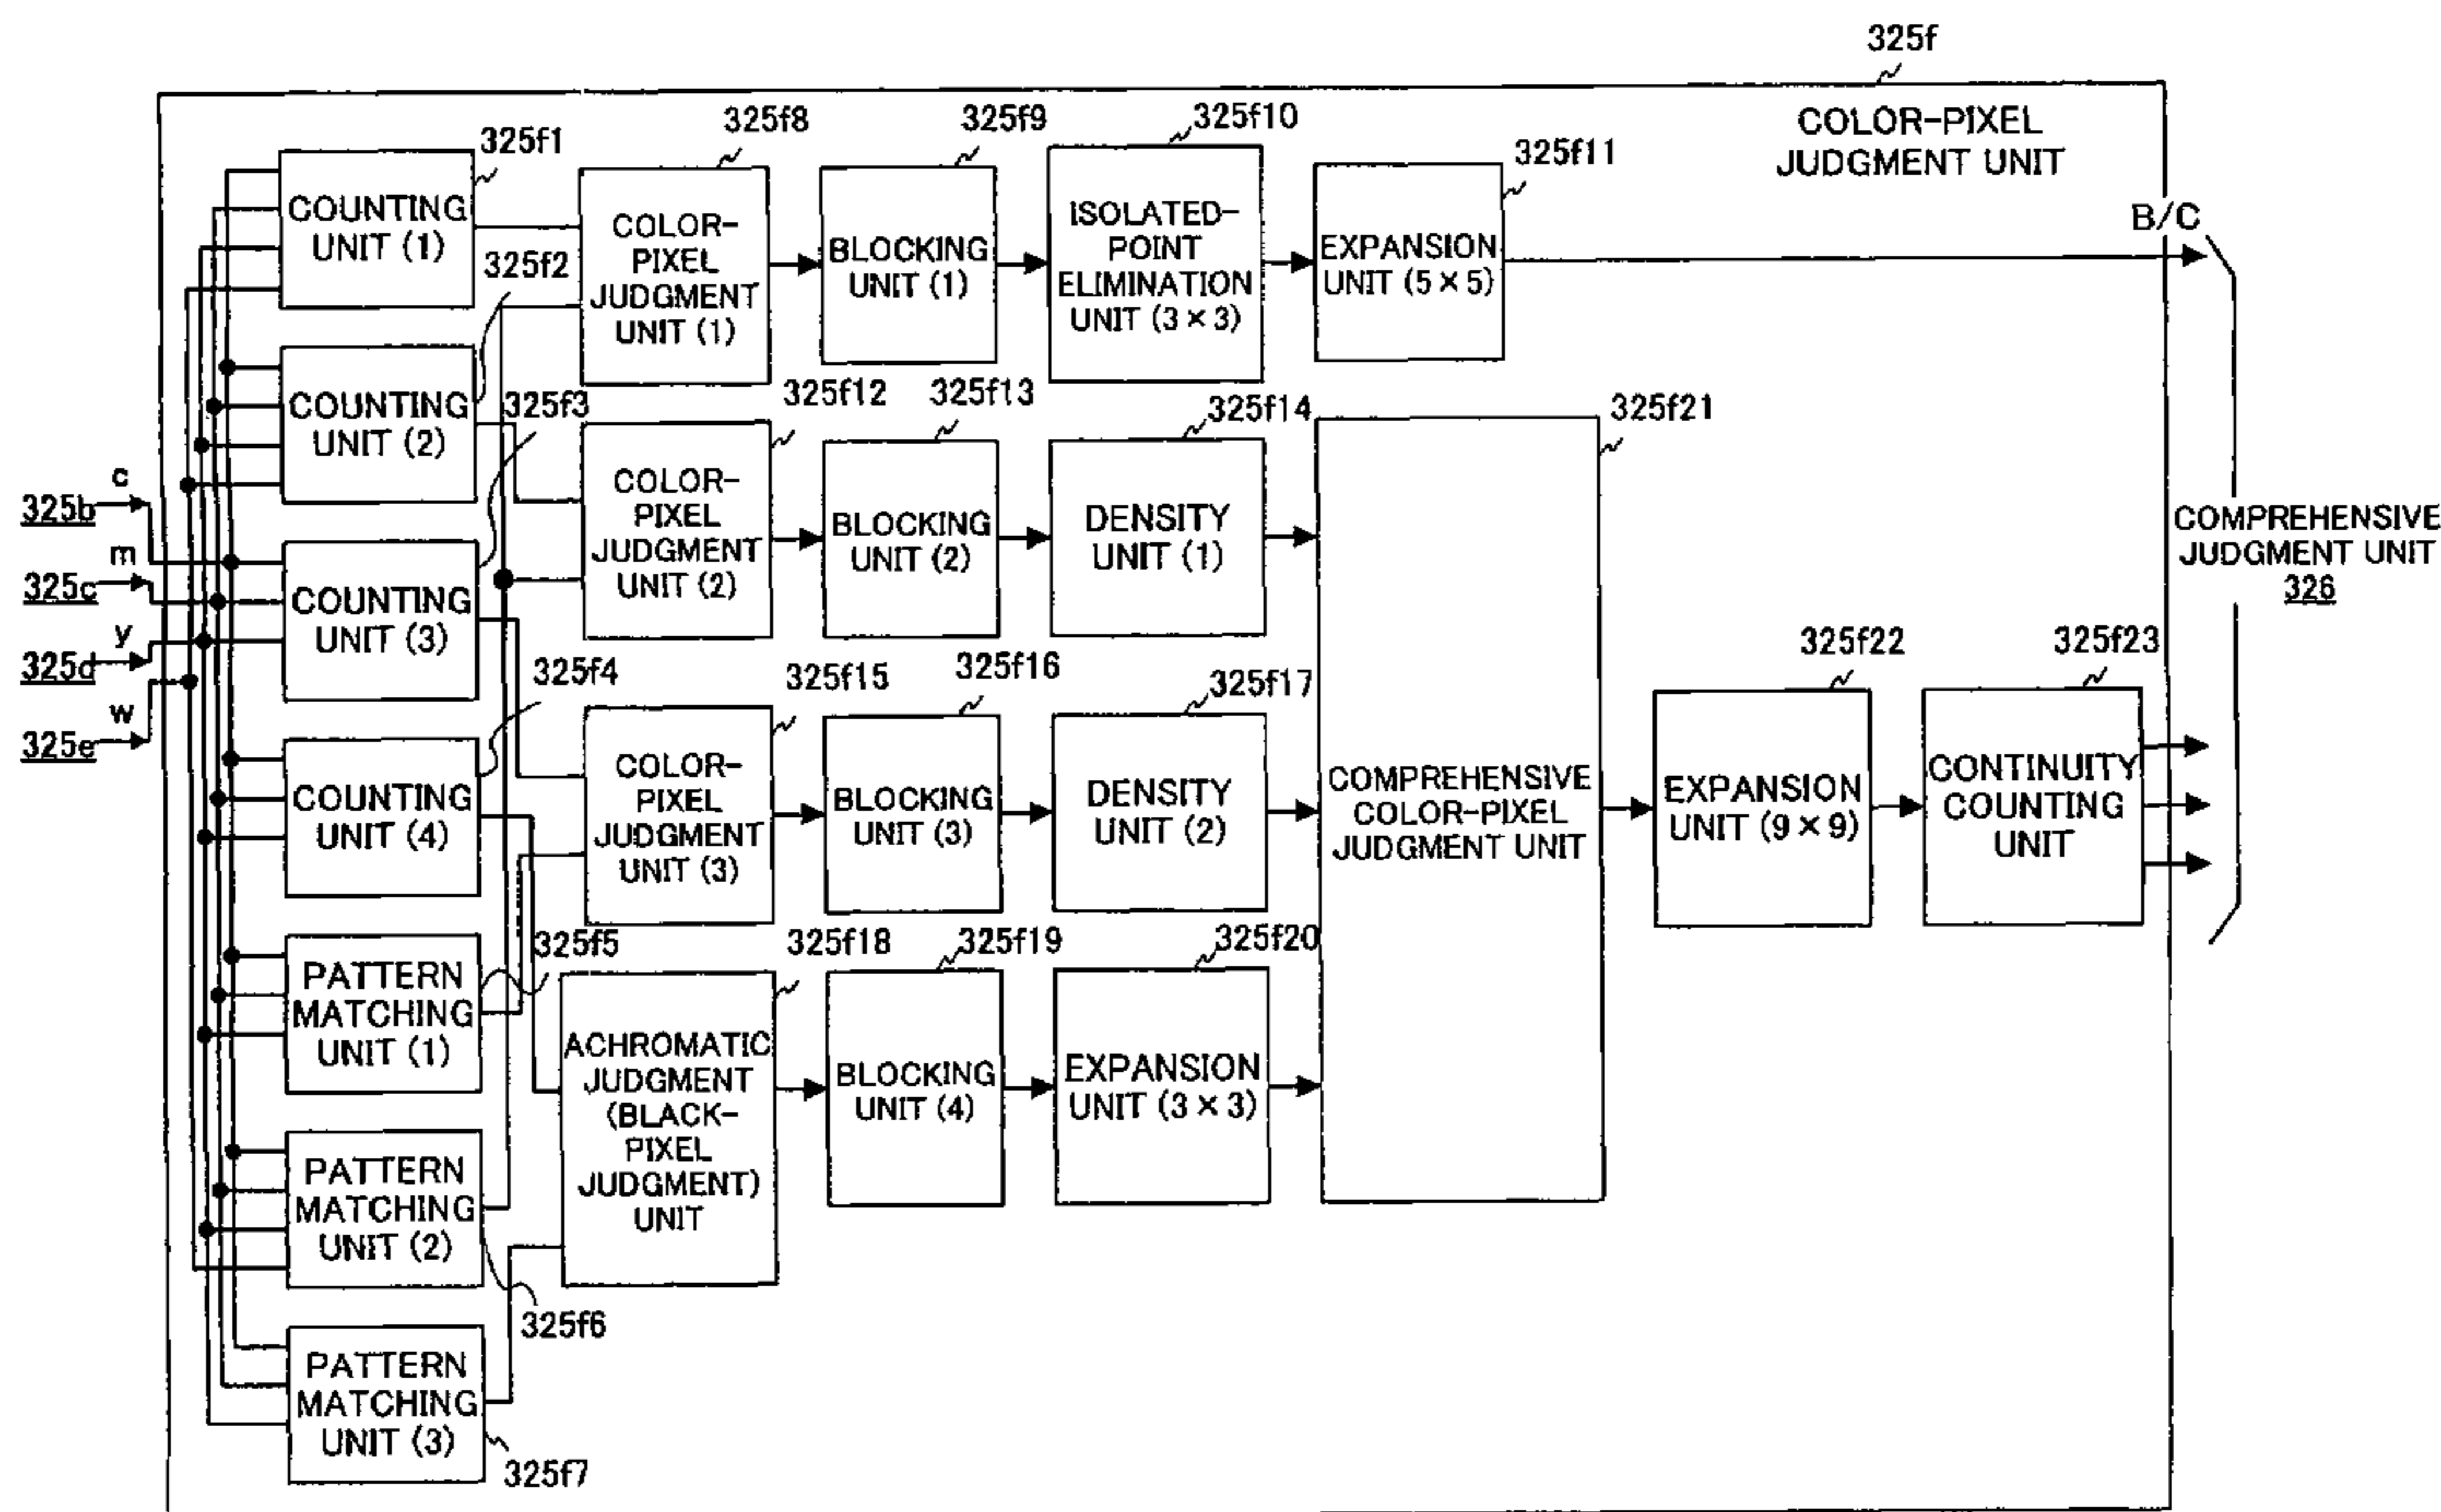 325f
COLOR-PIXEL
JUDGMENT UNIT
325f1
COUNTING
UNIT (1)
325f8
COLOR-
PIXEL
JUDGMENT
UNIT (1)
325f9
BLOCKING
UNIT (1)
325f10
ISOLATED-
POINT
ELIMINATION
UNIT (3×3)
325f11
EXPANSION
UNIT (5×5)
B/C
325f2
COUNTING
UNIT (2)
325f12
COLOR-
PIXEL
JUDGMENT
UNIT (2)
325f13
BLOCKING
UNIT (2)
325f14
DENSITY
UNIT (1)
325f21
COMPREHENSIVE
COLOR-PIXEL
JUDGMENT UNIT
COMPREHENSIVE
JUDGMENT UNIT
326
c
325b
m
325c
y
325d
w
325e
325f3
COUNTING
UNIT (3)
325f4
COUNTING
UNIT (4)
325f15
COLOR-
PIXEL
JUDGMENT
UNIT (3)
325f16
BLOCKING
UNIT (3)
325f17
DENSITY
UNIT (2)
325f22
EXPANSION
UNIT (9×9)
325f23
CONTINUITY
COUNTING
UNIT
325f5
PATTERN
MATCHING
UNIT (1)
325f18
ACHROMATIC
JUDGMENT
(BLACK-
PIXEL
JUDGMENT)
UNIT
325f19
BLOCKING
UNIT (4)
325f20
EXPANSION
UNIT (3×3)
PATTERN
MATCHING
UNIT (2)
325f6
PATTERN
MATCHING
UNIT (3)
325f7